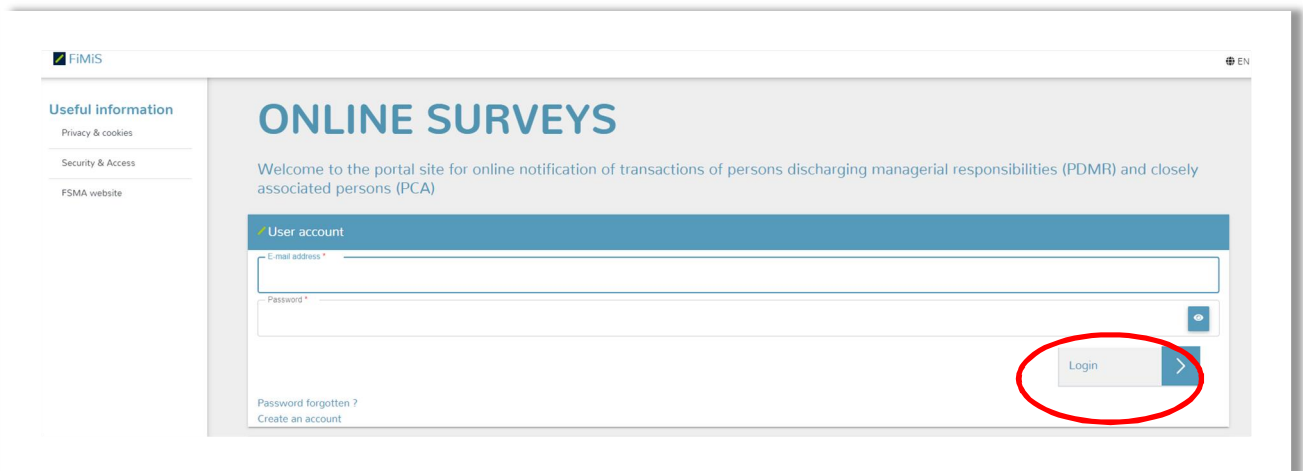 FiMiS
EN
Useful information
Privacy & cookies
Security & Access
FSMA website
ONLINE SURVEYS
Welcome to the portal site for online notification of transactions of persons discharging managerial responsibilities (PDMR) and closely
associated persons (PCA)
User account
E-mail address *
Password *
Login
Password forgotten ?
Create an account